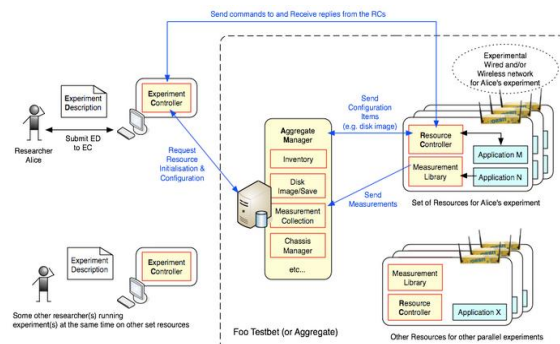 Send commands to and Receive replies from the RCs
Experimental
Wired and/or
Wireless network
for Alice's experiment
Experiment
Description
Experiment
Controller
Researcher
Alice
Submit ED
to EC
Request
Resource
Initialisation &
Configuration
Aggregate
Manager
Inventory
Disk
Image/Save
Measurement
Collection
Chassis
Manager
etc...
Send
Configuration
Items
(e.g. disk image)
Send
Measurements
Resource
Controller
Measurement
Library
Application M
Application N
Set of Resources for Alice's experiment
Experiment
Description
Experiment
Controller
Some other researcher(s) running
experiment(s) at the same time on other set resources
Measurement
Library
Resource
Controller
Application X
Foo Testbet (or Aggregate)
Other Resources for other parallel experiments